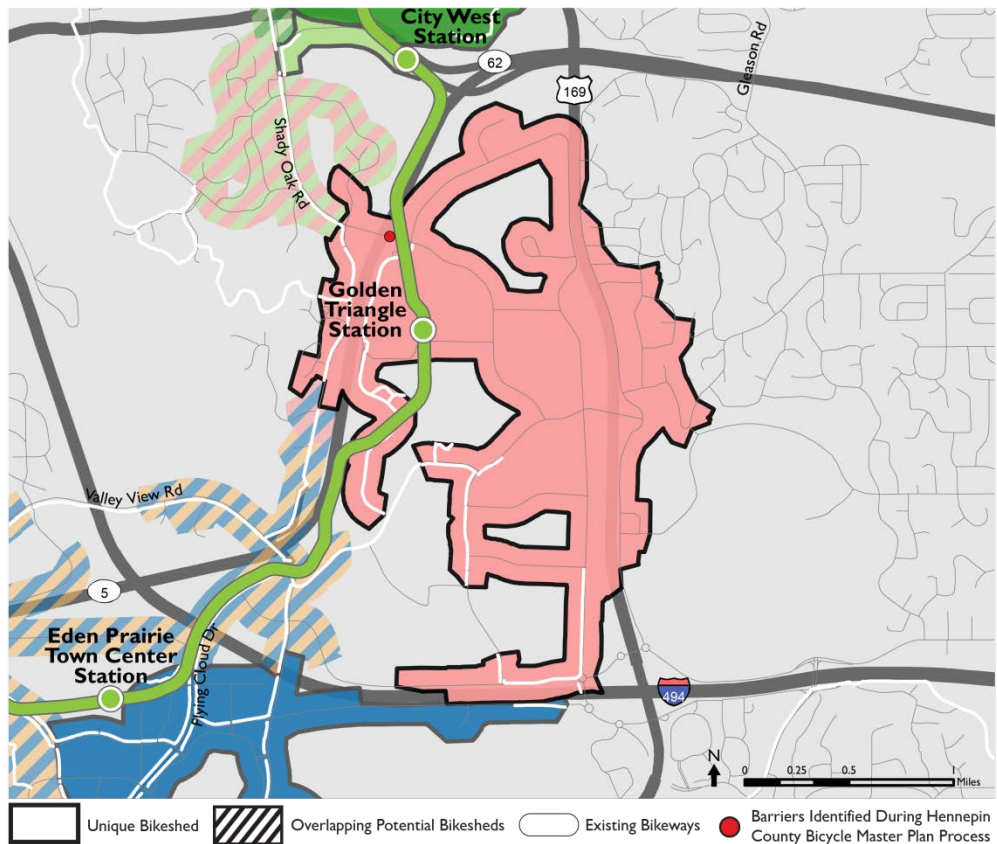 City West
Station
62
169
Gleason Rd
Shady Oak Rd
Golden
Triangle
Station
Valley View Rd
5
Eden Prairie
Town Center
Station
Flying Cloud Dr
494
N
0 0.25 0.5 1
Miles
Unique Bikeshed
Overlapping Potential Bikesheds
Existing Bikeways
Barriers Identified During Hennepin
County Bicycle Master Plan Process